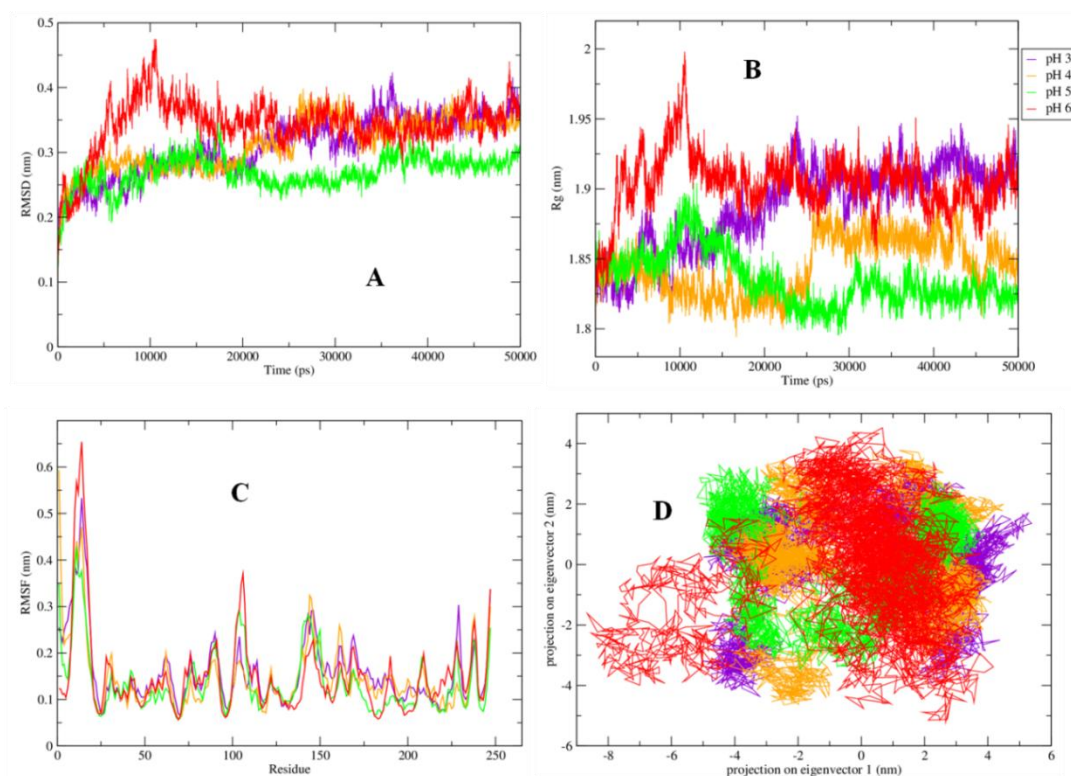 0.5
0.4
0.3
0.2
0.1
0
RMSD (nm)
A
0 10000 20000 30000 40000 50000
Time (ps)
2
1.95
1.9
1.85
1.8
Rg (nm)
B
0 10000 20000 30000 40000 50000
Time (ps)
pH 3
pH 4
pH 5
pH 6
0.6
0.5
0.4
0.3
0.2
0.1
0
RMSF (nm)
C
0 50 100 150 200 250
Residue
4
2
0
-2
-4
-6
projection on eigenvector 2 (nm)
D
-8 -6 -4 -2 0 2 4 6
projection on eigenvector 1 (nm)